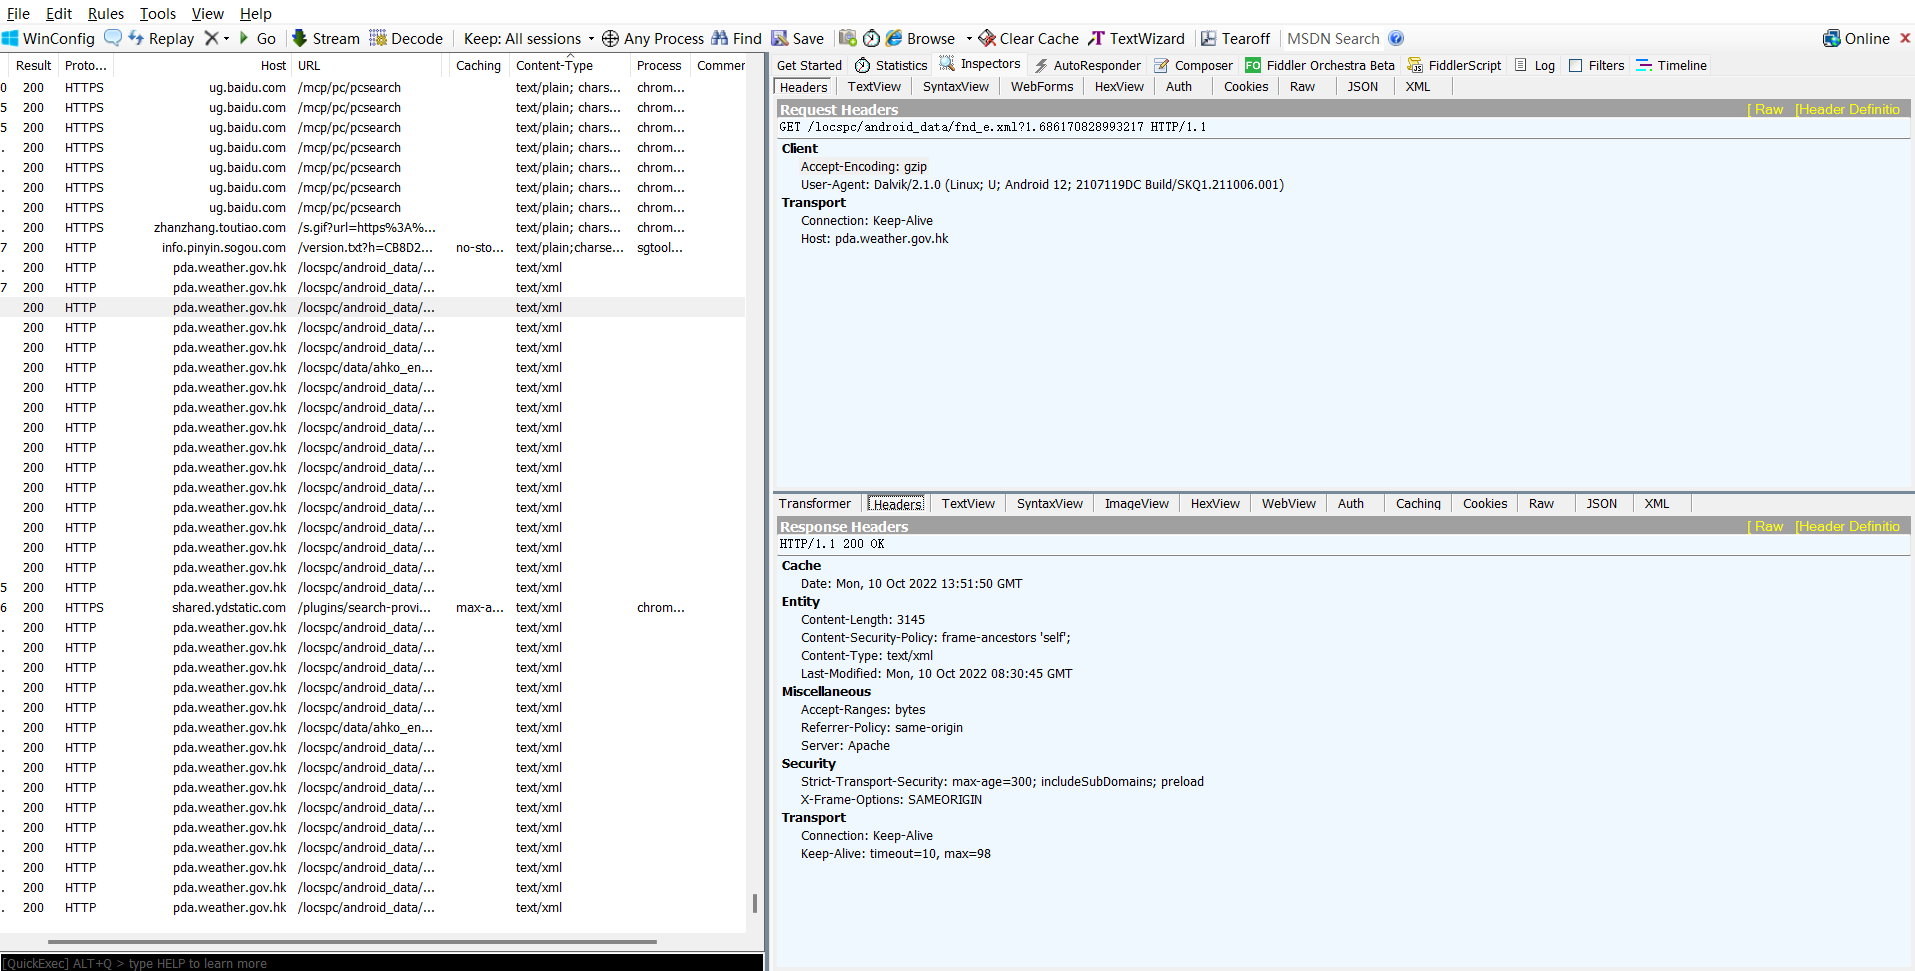 File Edit Rules Tools View Help
WinConfig Replay Go Stream Decode Keep: All sessions Any Process Find Save Browse Clear Cache TextWizard Tearoff MSDN Search Online
Result Proto... Host URL Caching Content-Type Process Commer
0 200 HTTPS ug.baidu.com /mcp/pc/pcsearch text/plain; chars... chrom...
5 200 HTTPS ug.baidu.com /mcp/pc/pcsearch text/plain; chars... chrom...
5 200 HTTPS ug.baidu.com /mcp/pc/pcsearch text/plain; chars... chrom...
. 200 HTTPS ug.baidu.com /mcp/pc/pcsearch text/plain; chars... chrom...
. 200 HTTPS ug.baidu.com /mcp/pc/pcsearch text/plain; chars... chrom...
. 200 HTTPS ug.baidu.com /mcp/pc/pcsearch text/plain; chars... chrom...
. 200 HTTPS ug.baidu.com /mcp/pc/pcsearch text/plain; chars... chrom...
. 200 HTTPS zhanzhang.toutiao.com /s.gif?url=https%3A%... text/plain; chars... chrom...
7 200 HTTP info.pinyin.sogou.com /version.txt?h=CB8D2... no-sto... text/plain;charse... sgtool...
. 200 HTTP pda.weather.gov.hk /locspc/android_data/... text/xml
7 200 HTTP pda.weather.gov.hk /locspc/android_data/... text/xml
200 HTTP pda.weather.gov.hk /locspc/android_data/... text/xml
200 HTTP pda.weather.gov.hk /locspc/android_data/... text/xml
200 HTTP pda.weather.gov.hk /locspc/android_data/... text/xml
200 HTTP pda.weather.gov.hk /locspc/data/ahko_en... text/xml
200 HTTP pda.weather.gov.hk /locspc/android_data/... text/xml
200 HTTP pda.weather.gov.hk /locspc/android_data/... text/xml
200 HTTP pda.weather.gov.hk /locspc/android_data/... text/xml
200 HTTP pda.weather.gov.hk /locspc/android_data/... text/xml
200 HTTP pda.weather.gov.hk /locspc/android_data/... text/xml
200 HTTP pda.weather.gov.hk /locspc/android_data/... text/xml
200 HTTP pda.weather.gov.hk /locspc/android_data/... text/xml
200 HTTP pda.weather.gov.hk /locspc/android_data/... text/xml
200 HTTP pda.weather.gov.hk /locspc/android_data/... text/xml
200 HTTP pda.weather.gov.hk /locspc/android_data/... text/xml
5 200 HTTP pda.weather.gov.hk /locspc/android_data/... text/xml
6 200 HTTPS shared.ydstatic.com /plugins/search-provi... max-a... text/xml chrom...
. 200 HTTP pda.weather.gov.hk /locspc/android_data/... text/xml
. 200 HTTP pda.weather.gov.hk /locspc/android_data/... text/xml
. 200 HTTP pda.weather.gov.hk /locspc/android_data/... text/xml
. 200 HTTP pda.weather.gov.hk /locspc/android_data/... text/xml
. 200 HTTP pda.weather.gov.hk /locspc/android_data/... text/xml
. 200 HTTP pda.weather.gov.hk /locspc/data/ahko_en... text/xml
. 200 HTTP pda.weather.gov.hk /locspc/android_data/... text/xml
. 200 HTTP pda.weather.gov.hk /locspc/android_data/... text/xml
. 200 HTTP pda.weather.gov.hk /locspc/android_data/... text/xml
. 200 HTTP pda.weather.gov.hk /locspc/android_data/... text/xml
. 200 HTTP pda.weather.gov.hk /locspc/android_data/... text/xml
. 200 HTTP pda.weather.gov.hk /locspc/android_data/... text/xml
. 200 HTTP pda.weather.gov.hk /locspc/android_data/... text/xml
. 200 HTTP pda.weather.gov.hk /locspc/android_data/... text/xml
. 200 HTTP pda.weather.gov.hk /locspc/android_data/... text/xml
[QuickExec] ALT+Q > type HELP to learn more
Get Started Statistics Inspectors AutoResponder Composer FO Fiddler Orchestra Beta FiddlerScript Log Filters Timeline
Headers TextView SyntaxView WebForms HexView Auth Cookies Raw JSON XML
Request Headers [ Raw [Header Definitio
GET /locspc/android_data/fnd_e.xml?1.686170828993217 HTTP/1.1
Client
Accept-Encoding: gzip
User-Agent: Dalvik/2.1.0 (Linux; U; Android 12; 2107119DC Build/SKQ1.211006.001)
Transport
Connection: Keep-Alive
Host: pda.weather.gov.hk
Transformer Headers TextView SyntaxView ImageView HexView WebView Auth Caching Cookies Raw JSON XML
Response Headers [ Raw [Header Definitio
HTTP/1.1 200 OK
Cache
Date: Mon, 10 Oct 2022 13:51:50 GMT
Entity
Content-Length: 3145
Content-Security-Policy: frame-ancestors 'self';
Content-Type: text/xml
Last-Modified: Mon, 10 Oct 2022 08:30:45 GMT
Miscellaneous
Accept-Ranges: bytes
Referrer-Policy: same-origin
Server: Apache
Security
Strict-Transport-Security: max-age=300; includeSubDomains; preload
X-Frame-Options: SAMEORIGIN
Transport
Connection: Keep-Alive
Keep-Alive: timeout=10, max=98